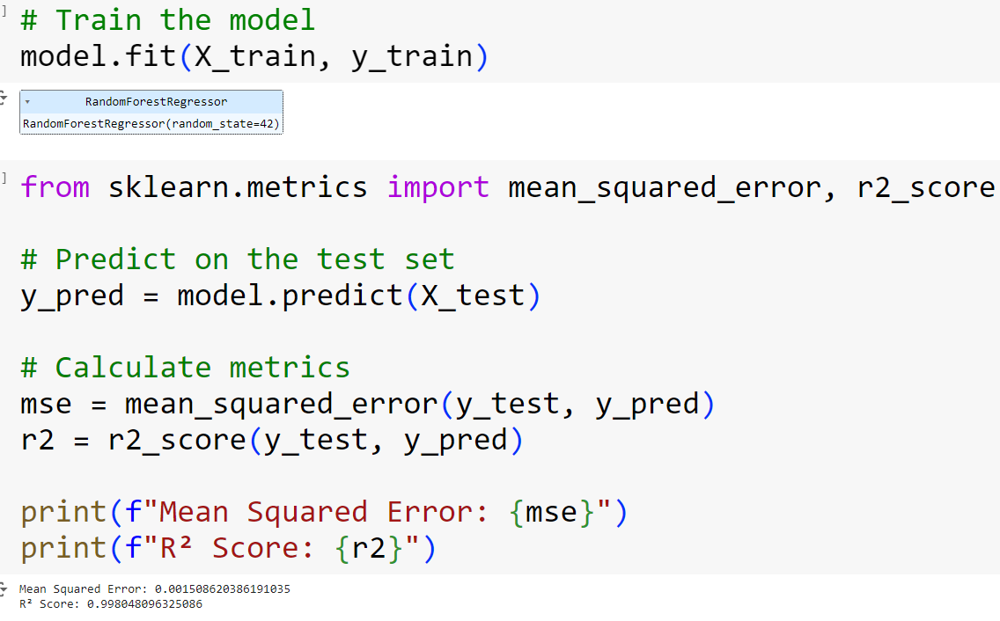 # Train the model
model.fit(X_train, y_train)
RandomForestRegressor
RandomForestRegressor(random_state=42)
from sklearn.metrics import mean_squared_error, r2_score
# Predict on the test set
y_pred = model.predict(X_test)
# Calculate metrics
mse = mean_squared_error(y_test, y_pred)
r2 = r2_score(y_test, y_pred)
print(f"Mean Squared Error: {mse}")
print(f"R² Score: {r2}")
Mean Squared Error: 0.001508620386191035
R² Score: 0.998048096325086